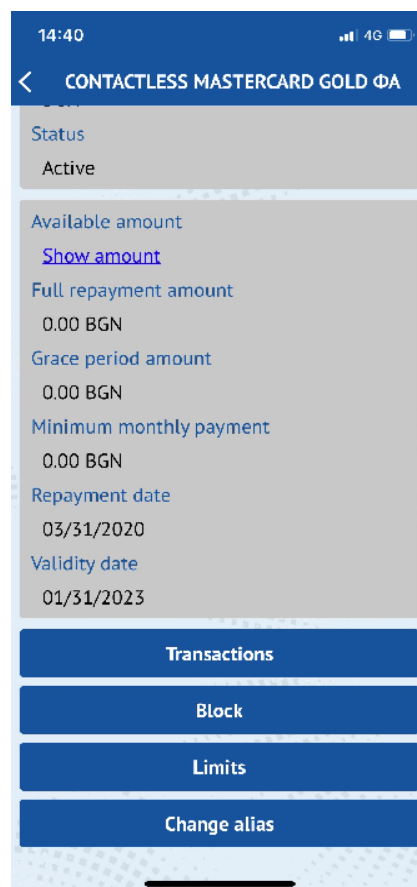 14:40
4G
CONTACTLESS MASTERCARD GOLD ФА
Status
Active
Available amount
Show amount
Full repayment amount
0.00 BGN
Grace period amount
0.00 BGN
Minimum monthly payment
0.00 BGN
Repayment date
03/31/2020
Validity date
01/31/2023
Transactions
Block
Limits
Change alias